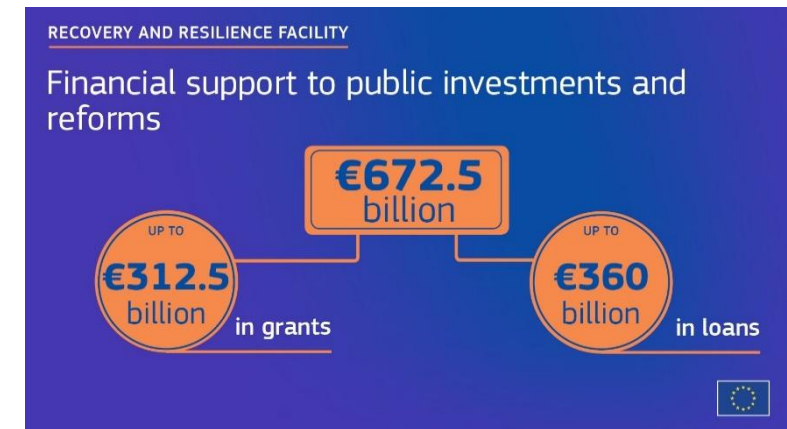 RECOVERY AND RESILIENCE FACILITY
Financial support to public investments and
reforms
€672.5
billion
UP TO
€312.5
billion
in grants
UP TO
€360
billion
in loans